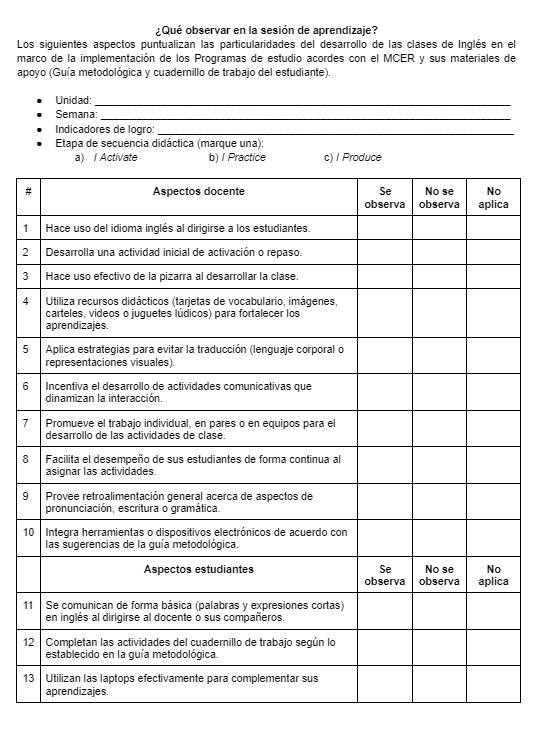 ¿Qué observar en la sesión de aprendizaje?
Los siguientes aspectos puntualizan las particularidades del desarrollo de las clases de Inglés en el
marco de la implementación de los Programas de estudio acordes con el MCER y sus materiales de
apoyo (Guía metodológica y cuadernillo de trabajo del estudiante).
● Unidad:
● Semana:
● Indicadores de logro:
● Etapa de secuencia didáctica (marque una):
a) I Activate b) I Practice c) I Produce
# Aspectos docente Se observa No se observa No aplica
1 Hace uso del idioma inglés al dirigirse a los estudiantes.
2 Desarrolla una actividad inicial de activación o repaso.
3 Hace uso efectivo de la pizarra al desarrollar la clase.
4 Utiliza recursos didácticos (tarjetas de vocabulario, imágenes,
carteles, videos o juguetes lúdicos) para fortalecer los
aprendizajes.
5 Aplica estrategias para evitar la traducción (lenguaje corporal o
representaciones visuales).
6 Incentiva el desarrollo de actividades comunicativas que
dinamizan la interacción.
7 Promueve el trabajo individual, en pares o en equipos para el
desarrollo de las actividades de clase.
8 Facilita el desempeño de sus estudiantes de forma continua al
asignar las actividades.
9 Provee retroalimentación general acerca de aspectos de
pronunciación, escritura o gramática.
10 Integra herramientas o dispositivos electrónicos de acuerdo con
las sugerencias de la guía metodológica.
Aspectos estudiantes Se observa No se observa No aplica
11 Se comunican de forma básica (palabras y expresiones cortas)
en inglés al dirigirse al docente o sus compañeros.
12 Completan las actividades del cuadernillo de trabajo según lo
establecido en la guía metodológica.
13 Utilizan las laptops efectivamente para complementar sus
aprendizajes.